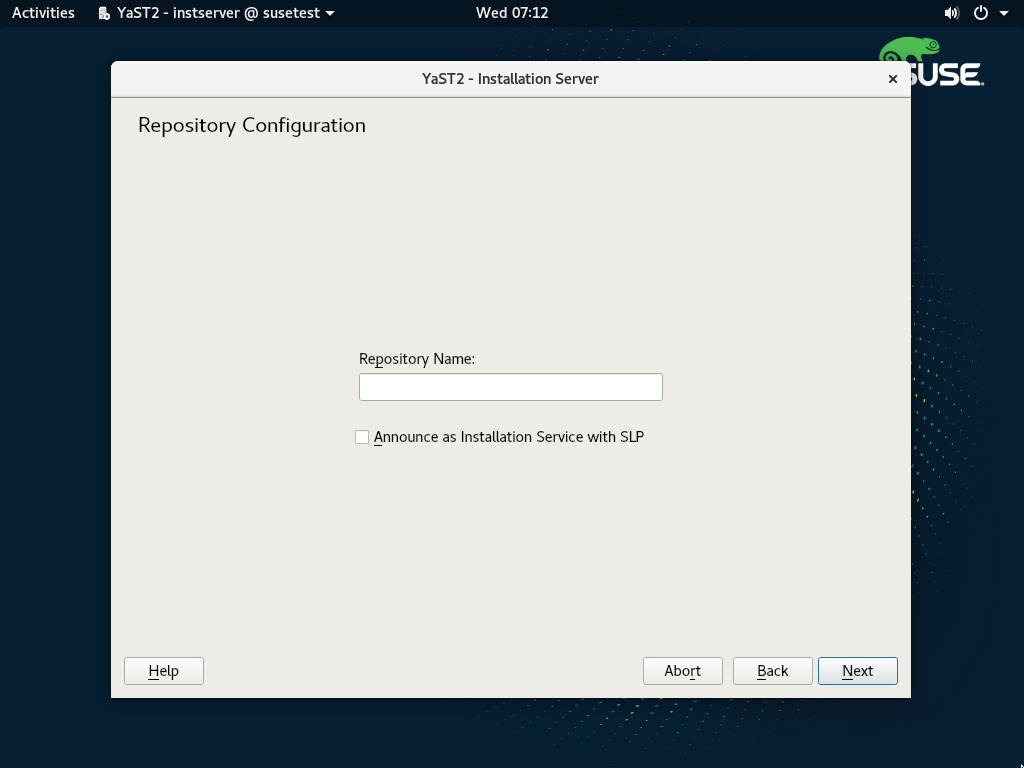 Activities YaST2 - instserver @ susetest Wed 07:12
SUSE
YaST2 - Installation Server
Repository Configuration
Repository Name:
Announce as Installation Service with SLP
Help Abort Back Next